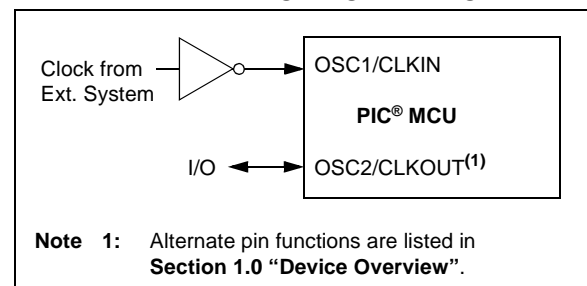 Clock from
Ext. System
OSC1/CLKIN
PIC® MCU
I/O
OSC2/CLKOUT(1)
Note 1: Alternate pin functions are listed in
Section 1.0 “Device Overview”.